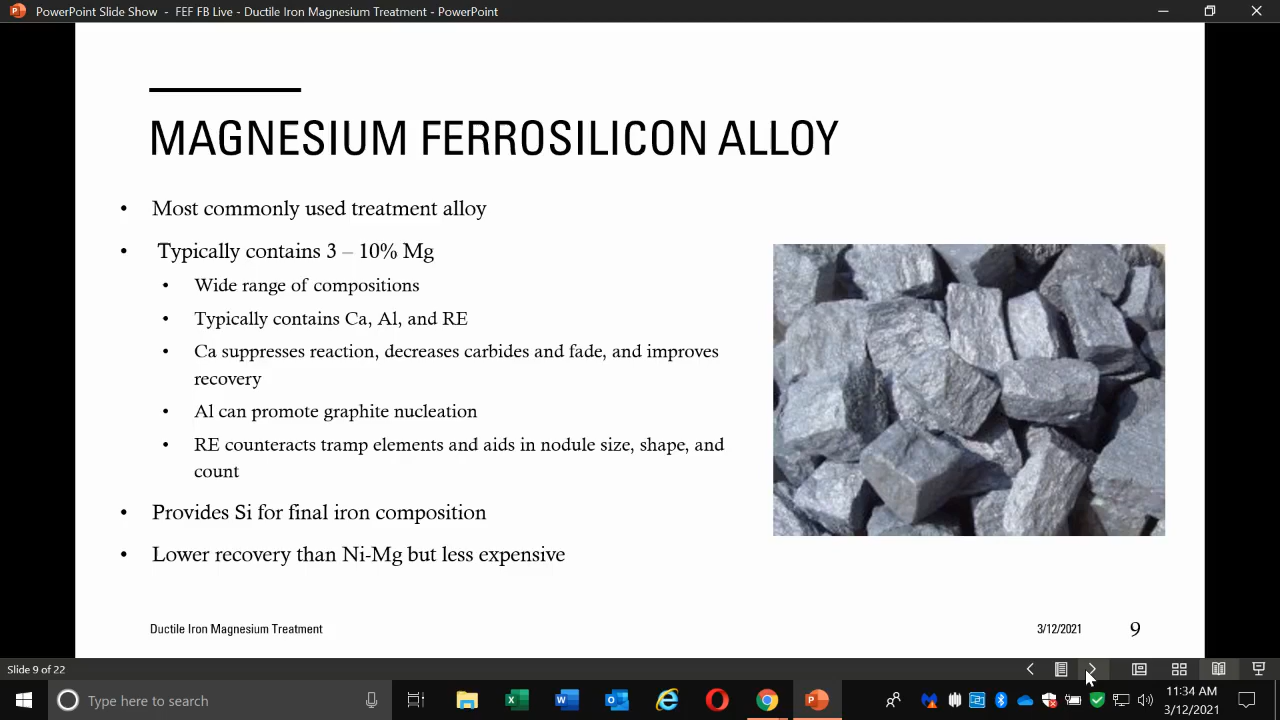 PowerPoint Slide Show - FEF FB Live - Ductile Iron Magnesium Treatment - PowerPoint
MAGNESIUM FERROSILICON ALLOY
• Most commonly used treatment alloy
• Typically contains 3 – 10% Mg
• Wide range of compositions
• Typically contains Ca, Al, and RE
• Ca suppresses reaction, decreases carbides and fade, and improves
recovery
• Al can promote graphite nucleation
• RE counteracts tramp elements and aids in nodule size, shape, and
count
• Provides Si for final iron composition
• Lower recovery than Ni-Mg but less expensive
Ductile Iron Magnesium Treatment
3/12/2021
9
Slide 9 of 22
Type here to search
11:34 AM
3/12/2021